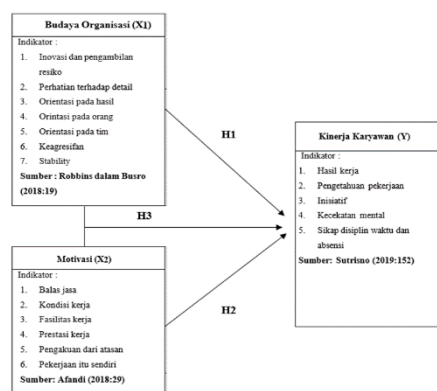 Budaya Organisasi (X1)
Indikator :
1. Inovasi dan pengambilan
resiko
2. Perhatian terhadap detail
3. Orientasi pada hasil
4. Orintasi pada orang
5. Orientasi pada tim
6. Keagresifan
7. Stability
Sumber : Robbins dalam Busro
(2018:19)
H1
H3
Motivasi (X2)
Indikator :
1. Balas jasa
2. Kondisi kerja
3. Fasilitas kerja
4. Prestasi kerja
5. Pengakuan dari atasan
6. Pekerjaan itu sendiri
Sumber: Afandi (2018:29)
H2
Kinerja Karyawan (Y)
Indikator :
1. Hasil kerja
2. Pengetahuan pekerjaan
3. Inisiatif
4. Kecekatan mental
5. Sikap disiplin waktu dan
absensi
Sumber: Sutrisno (2019:152)